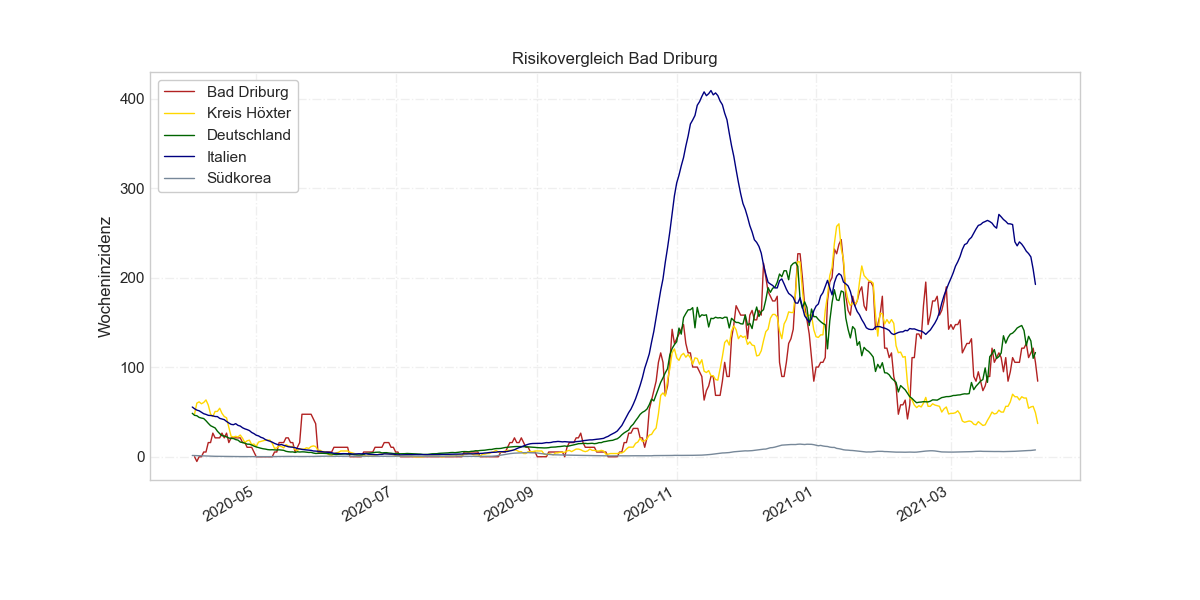 Risikovergleich Bad Driburg
Bad Driburg
Kreis Höxter
Deutschland
Italien
Südkorea
Wocheninzidenz
400
300
200
100
0
2020-05
2020-07
2020-09
2020-11
2021-01
2021-03